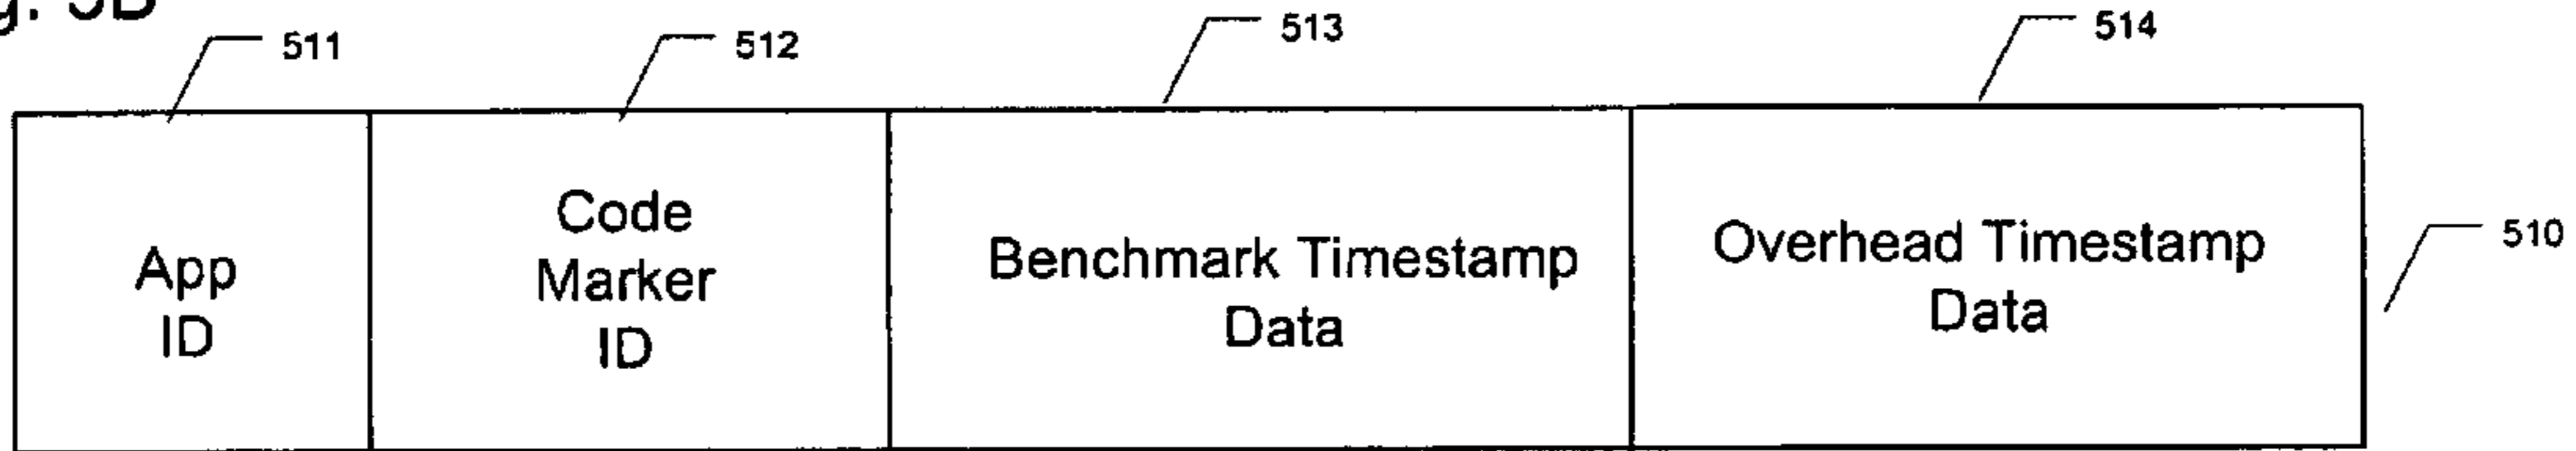 511
512
513
514
App
ID
Code
Marker
ID
Benchmark Timestamp
Data
Overhead Timestamp
Data
510